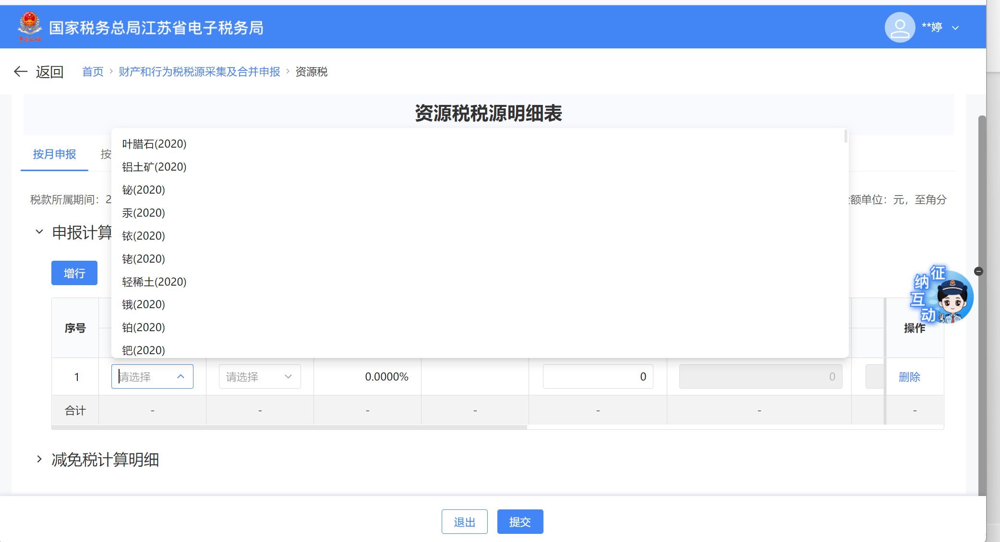 国家税务总局江苏省电子税务局
**婷
返回 首页 > 财产和行为税税源采集及合并申报 > 资源税
资源税税源明细表
按月申报 按
叶腊石(2020)
铝土矿(2020)
铋(2020)
汞(2020)
铱(2020)
铑(2020)
轻稀土(2020)
锇(2020)
铂(2020)
钯(2020)
税款所属期间：2
额单位：元，至角分
申报计算
增行
征纳互动
序号 操作
1 请选择 请选择 0.0000% 0 0 删除
合计 - - - - - - -
减免税计算明细
退出 提交